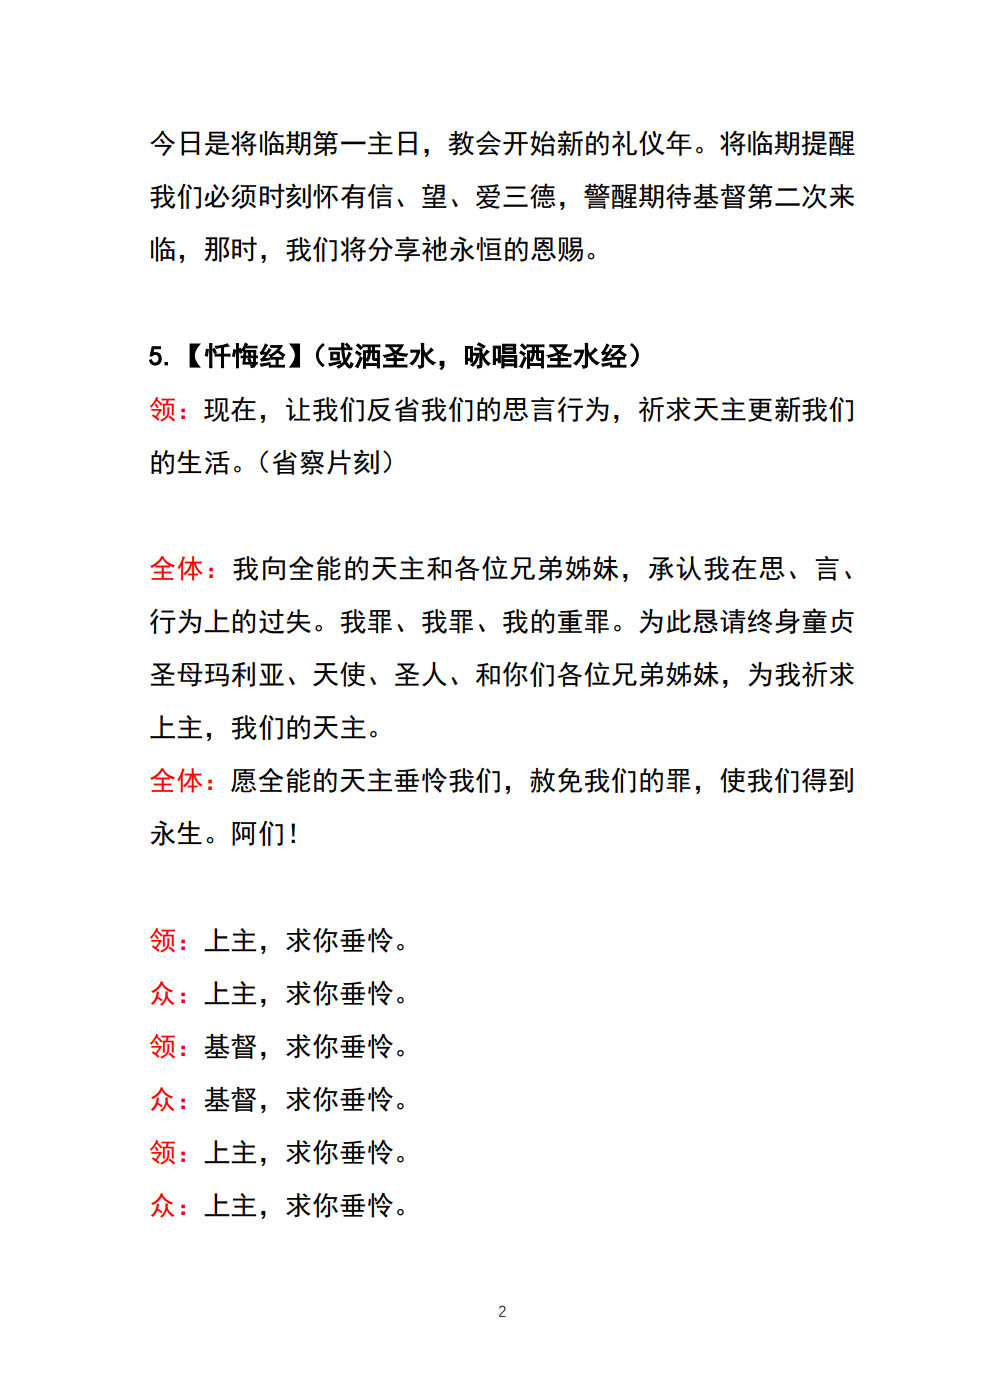 今日是将临期第一主日，教会开始新的礼仪年。将临期提醒
我们必须时刻怀有信、望、爱三德，警醒期待基督第二次来
临，那时，我们将分享祂永恒的恩赐。
5.【忏悔经】（或洒圣水，咏唱洒圣水经）
领：现在，让我们反省我们的思言行为，祈求天主更新我们
的生活。（省察片刻）
全体：我向全能的天主和各位兄弟姊妹，承认我在思、言、
行为上的过失。我罪、我罪、我的重罪。为此恳请终身童贞
圣母玛利亚、天使、圣人、和你们各位兄弟姊妹，为我祈求
上主，我们的天主。
全体：愿全能的天主垂怜我们，赦免我们的罪，使我们得到
永生。阿们！
领：上主，求你垂怜。
众：上主，求你垂怜。
领：基督，求你垂怜。
众：基督，求你垂怜。
领：上主，求你垂怜。
众：上主，求你垂怜。
2